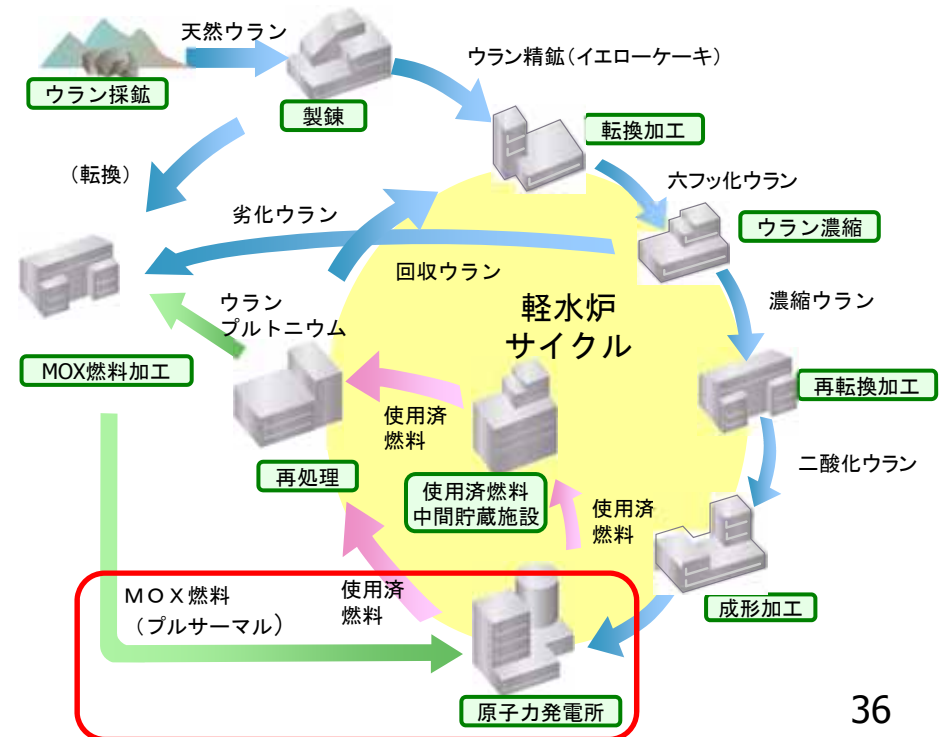 天然ウラン
ウラン採鉱
製錬
ウラン精鉱(イエローケーキ)
転換加工
(転換)
六フッ化ウラン
劣化ウラン
ウラン濃縮
回収ウラン
濃縮ウラン
ウラン
プルトニウム
軽水炉
サイクル
MOX燃料加工
再転換加工
使用済
燃料
二酸化ウラン
再処理
使用済燃料
中間貯蔵施設
使用済
燃料
成形加工
MOX燃料
(プルサーマル)
使用済
燃料
原子力発電所
36